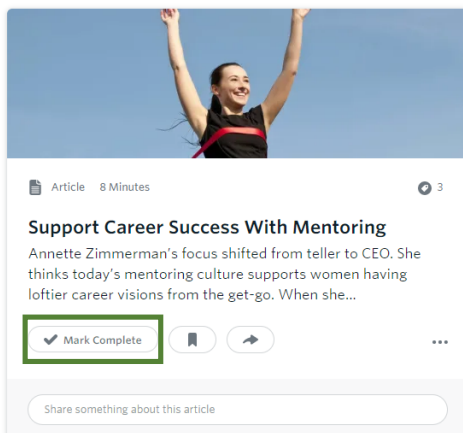 Article 8 Minutes 3
Support Career Success With Mentoring
Annette Zimmerman's focus shifted from teller to CEO. She
thinks today's mentoring culture supports women having
loftier career visions from the get-go. When she...
Mark Complete
Share something about this article